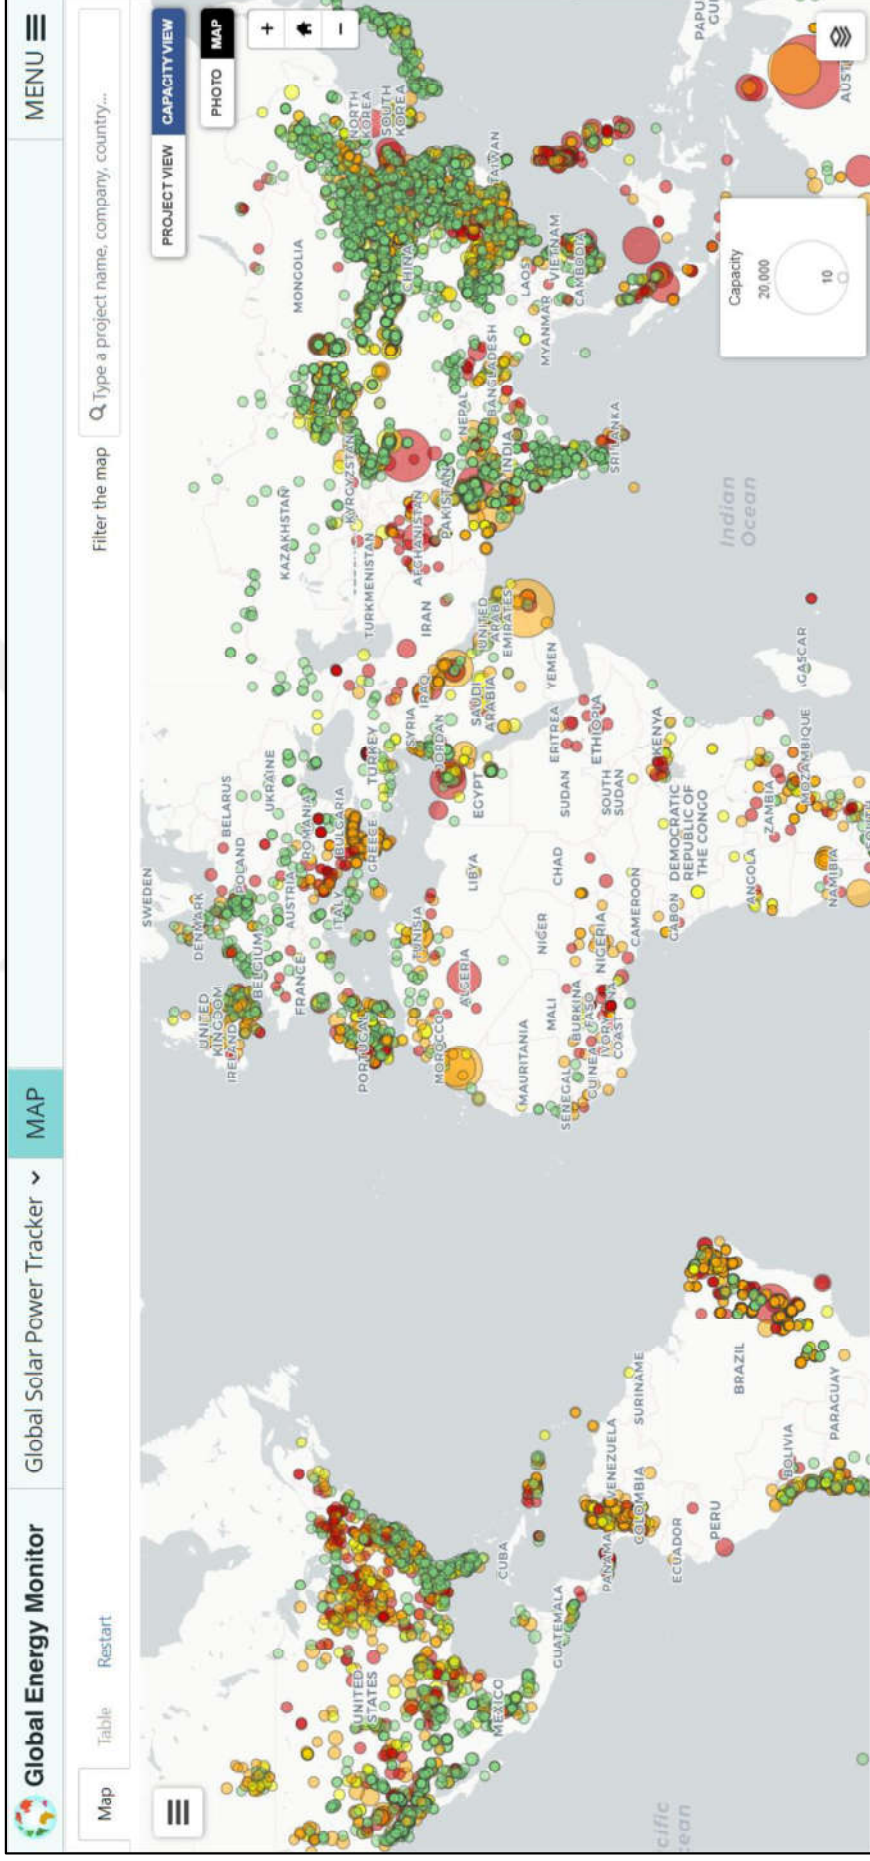 Global Energy Monitor
Global Solar Power Tracker
MAP
MENU
Map
Table
Restart
Filter the map
Type a project name, company, country...
PROJECT VIEW
CAPACITY VIEW
PHOTO
MAP
+
−
SWEDEN
DENMARK
UNITED
KINGDOM
IRELAND
BELARUS
POLAND
BELGIUM
UKRAINE
AUSTRIA
FRANCE
ROMANIA
ITALY
BULGARIA
GREECE
PORTUGAL
TURKEY
KAZAKHSTAN
MONGOLIA
KYRGYZSTAN
TURKMENISTAN
NORTH
KOREA
SOUTH
KOREA
CHINA
TUNISIA
SYRIA
IRAQ
IRAN
AFGHANISTAN
PAKISTAN
NEPAL
MOROCCO
ALGERIA
LIBYA
EGYPT
JORDAN
SAUDI
ARABIA
UNITED
ARAB
EMIRATES
INDIA
BANGLADESH
TAIWAN
UNITED
STATES
MEXICO
CUBA
MAURITANIA
MALI
NIGER
CHAD
SUDAN
ERITREA
YEMEN
MYANMAR
LAOS
VIETNAM
CAMBODIA
GUATEMALA
SENEGAL
GUINEA
BURKINA
FASO
IVORY
COAST
NIGERIA
CAMEROON
SOUTH
SUDAN
ETHIOPIA
SRI LANKA
PANAMA
VENEZUELA
COLOMBIA
SURINAME
ECUADOR
GABON
DEMOCRATIC
REPUBLIC OF
THE CONGO
KENYA
PERU
BRAZIL
ANGOLA
ZAMBIA
MOZAMBIQUE
GASCAR
Indian
Ocean
PAPU
GUI
BOLIVIA
PARAGUAY
NAMIBIA
AUST
cific
cean
Capacity
20,000
10